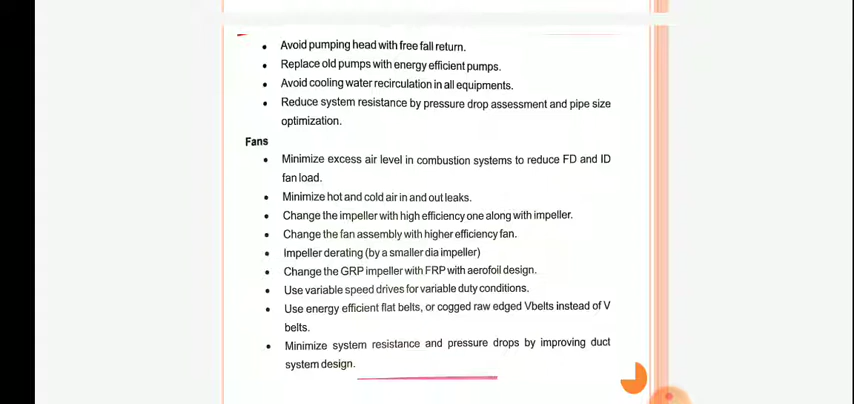 • Avoid pumping head with free fall return.
• Replace old pumps with energy efficient pumps.
• Avoid cooling water recirculation in all equipments.
• Reduce system resistance by pressure drop assessment and pipe size
optimization.
Fans
• Minimize excess air level in combustion systems to reduce FD and ID
fan load.
• Minimize hot and cold air in and out leaks.
• Change the impeller with high efficiency one along with impeller.
• Change the fan assembly with higher efficiency fan.
• Impeller derating (by a smaller dia impeller)
• Change the GRP impeller with FRP with aerofoil design.
• Use variable speed drives for variable duty conditions.
• Use energy efficient flat belts, or cogged raw edged Vbelts instead of V
belts.
• Minimize system resistance and pressure drops by improving duct
system design.